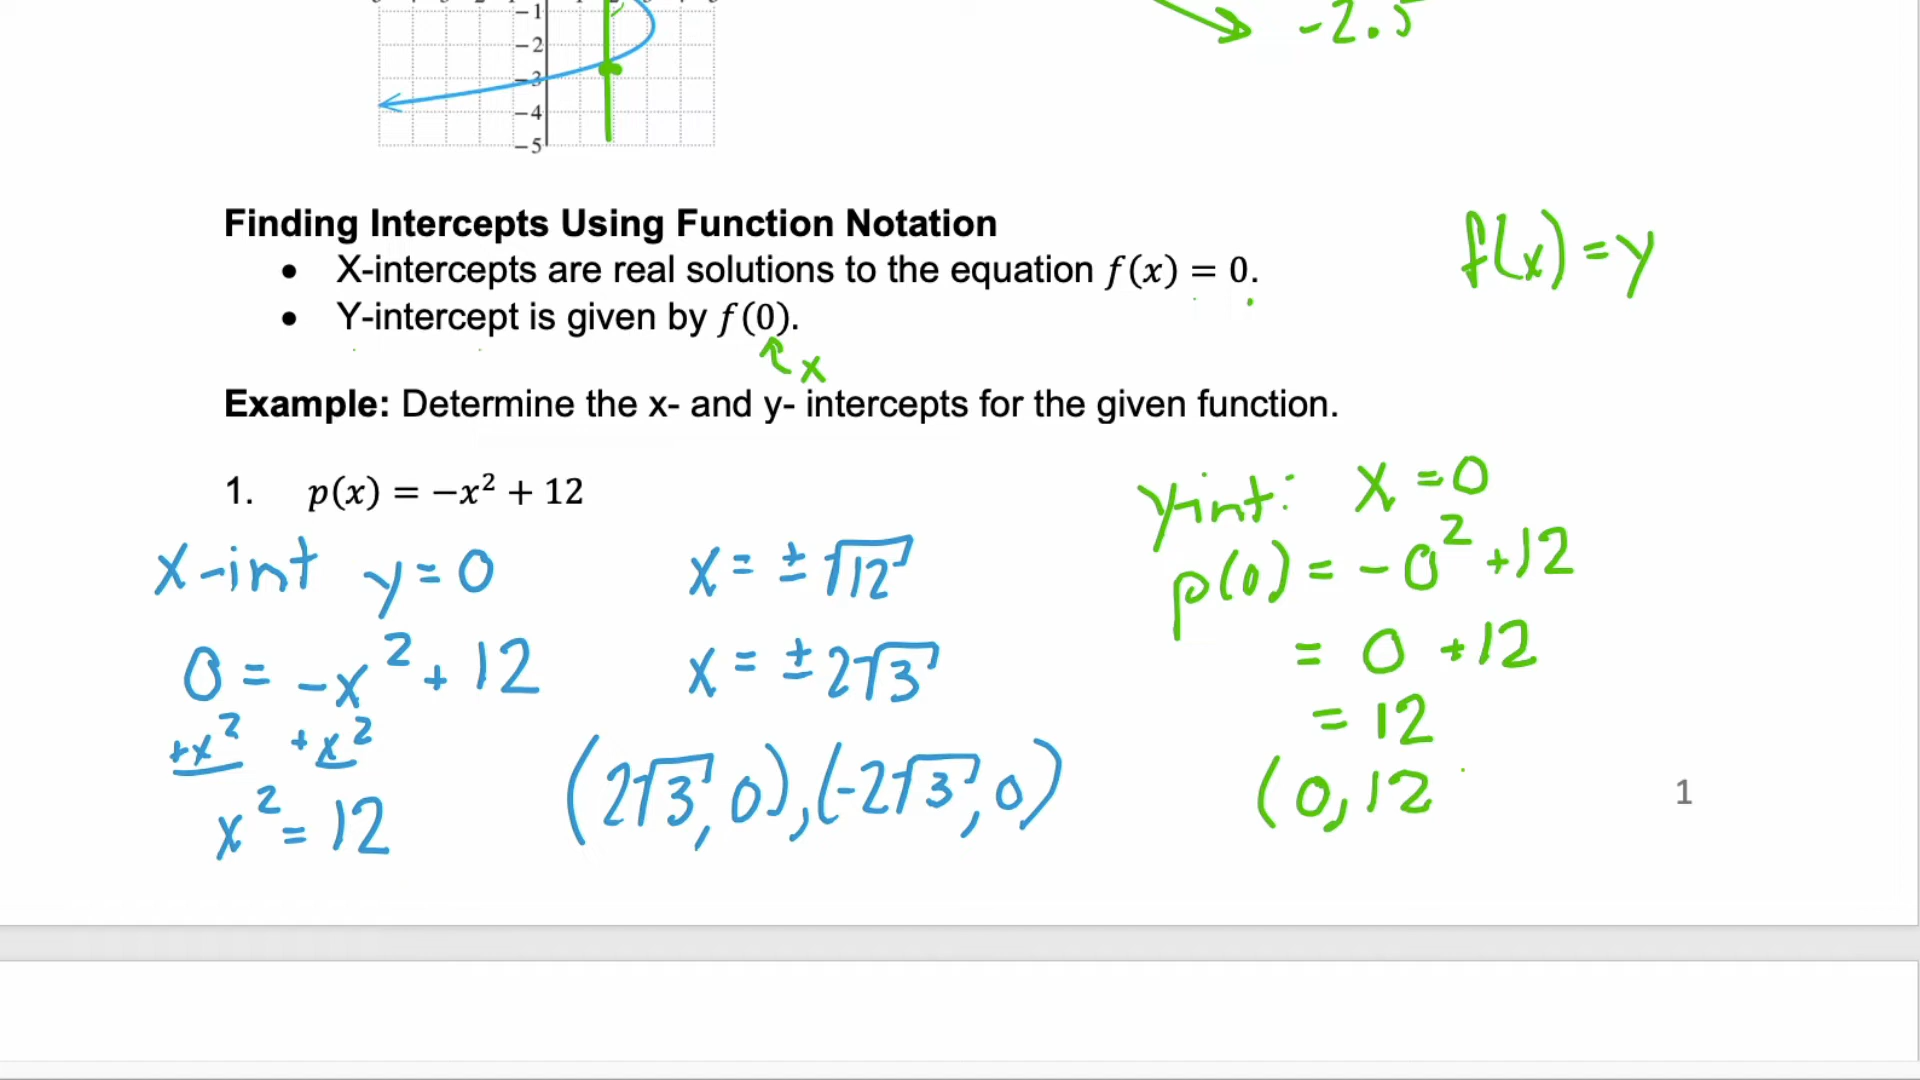 -1
-2
-3
-4
-5
-2.5
Finding Intercepts Using Function Notation
• X-intercepts are real solutions to the equation f(x) = 0.
• Y-intercept is given by f(0).
x
f(x) = y
Example: Determine the x- and y- intercepts for the given function.
1. p(x) = −x² + 12
x-int y = 0
0 = -x² + 12
+x² +x²
x² = 12
x = ±√12
x = ±2√3
(2√3, 0), (-2√3, 0)
y-int: x = 0
p(0) = -0² + 12
= 0 + 12
= 12
(0, 12
1